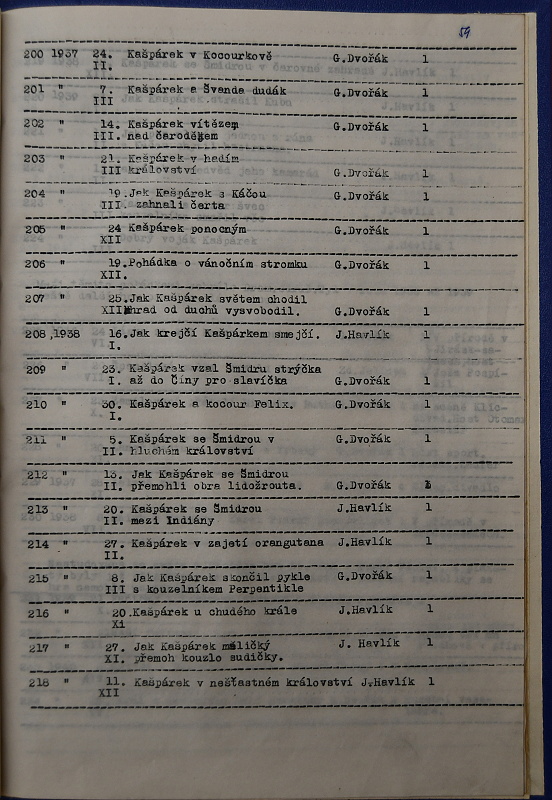 59
200 1937 24. Kašpárek v Kocourkově G.Dvořák 1
II.
201 " 7. Kašpárek a Švanda dudák G.Dvořák 1
III
202 " 14. Kašpárek vítězem G.Dvořák 1
III. nad čarodějem
203 " 21. Kašpárek v hadím
III království G.Dvořák 1
204 " 19.Jak Kašpárek s Káčou
III. zahnali čerta G.Dvořák 1
205 " 24 Kašpárek ponocným G.Dvořák 1
XII
206 " 19.Pohádka o vánočním stromku G.Dvořák 1
XII.
207 " 25.Jak Kašpárek světem chodil
XII hrad od duchů vysvobodil. G.Dvořák 1
208,1938 16.Jak krejčí Kašpárkem smejčí. J.Havlík 1
I.
209 " 23. Kašpárek vzal Šmidru strýčka
I. až do Číny pro slavíčka G.Dvořák 1
210 " 30. Kašpárek a kocour Felix. G.Dvořák 1
I.
211 " 5. Kašpárek se Šmidrou v G.Dvořák 1
II. hluchém království
212 " 13. Jak Kašpárek se Šmidrou
II. přemohli obra lidožrouta. G.Dvořák 1
213 " 20. Kašpárek se Šmidrou J.Havlík 1
II. mezi Indiány
214 " 27. Kašpárek v zajetí orangutana J.Havlík 1
II.
215 " 8. Jak Kašpárek skončil pykle G.Dvořák 1
III s kouzelníkem Perpentikle
216 " 20.Kašpárek u chudého krále J.Havlík 1
Xi
217 " 27. Jak Kašpárek maličký J. Havlík 1
XI. přemoh kouzlo sudičky.
218 " 11. Kašpárek v nešťastném království J.Havlík 1
XII